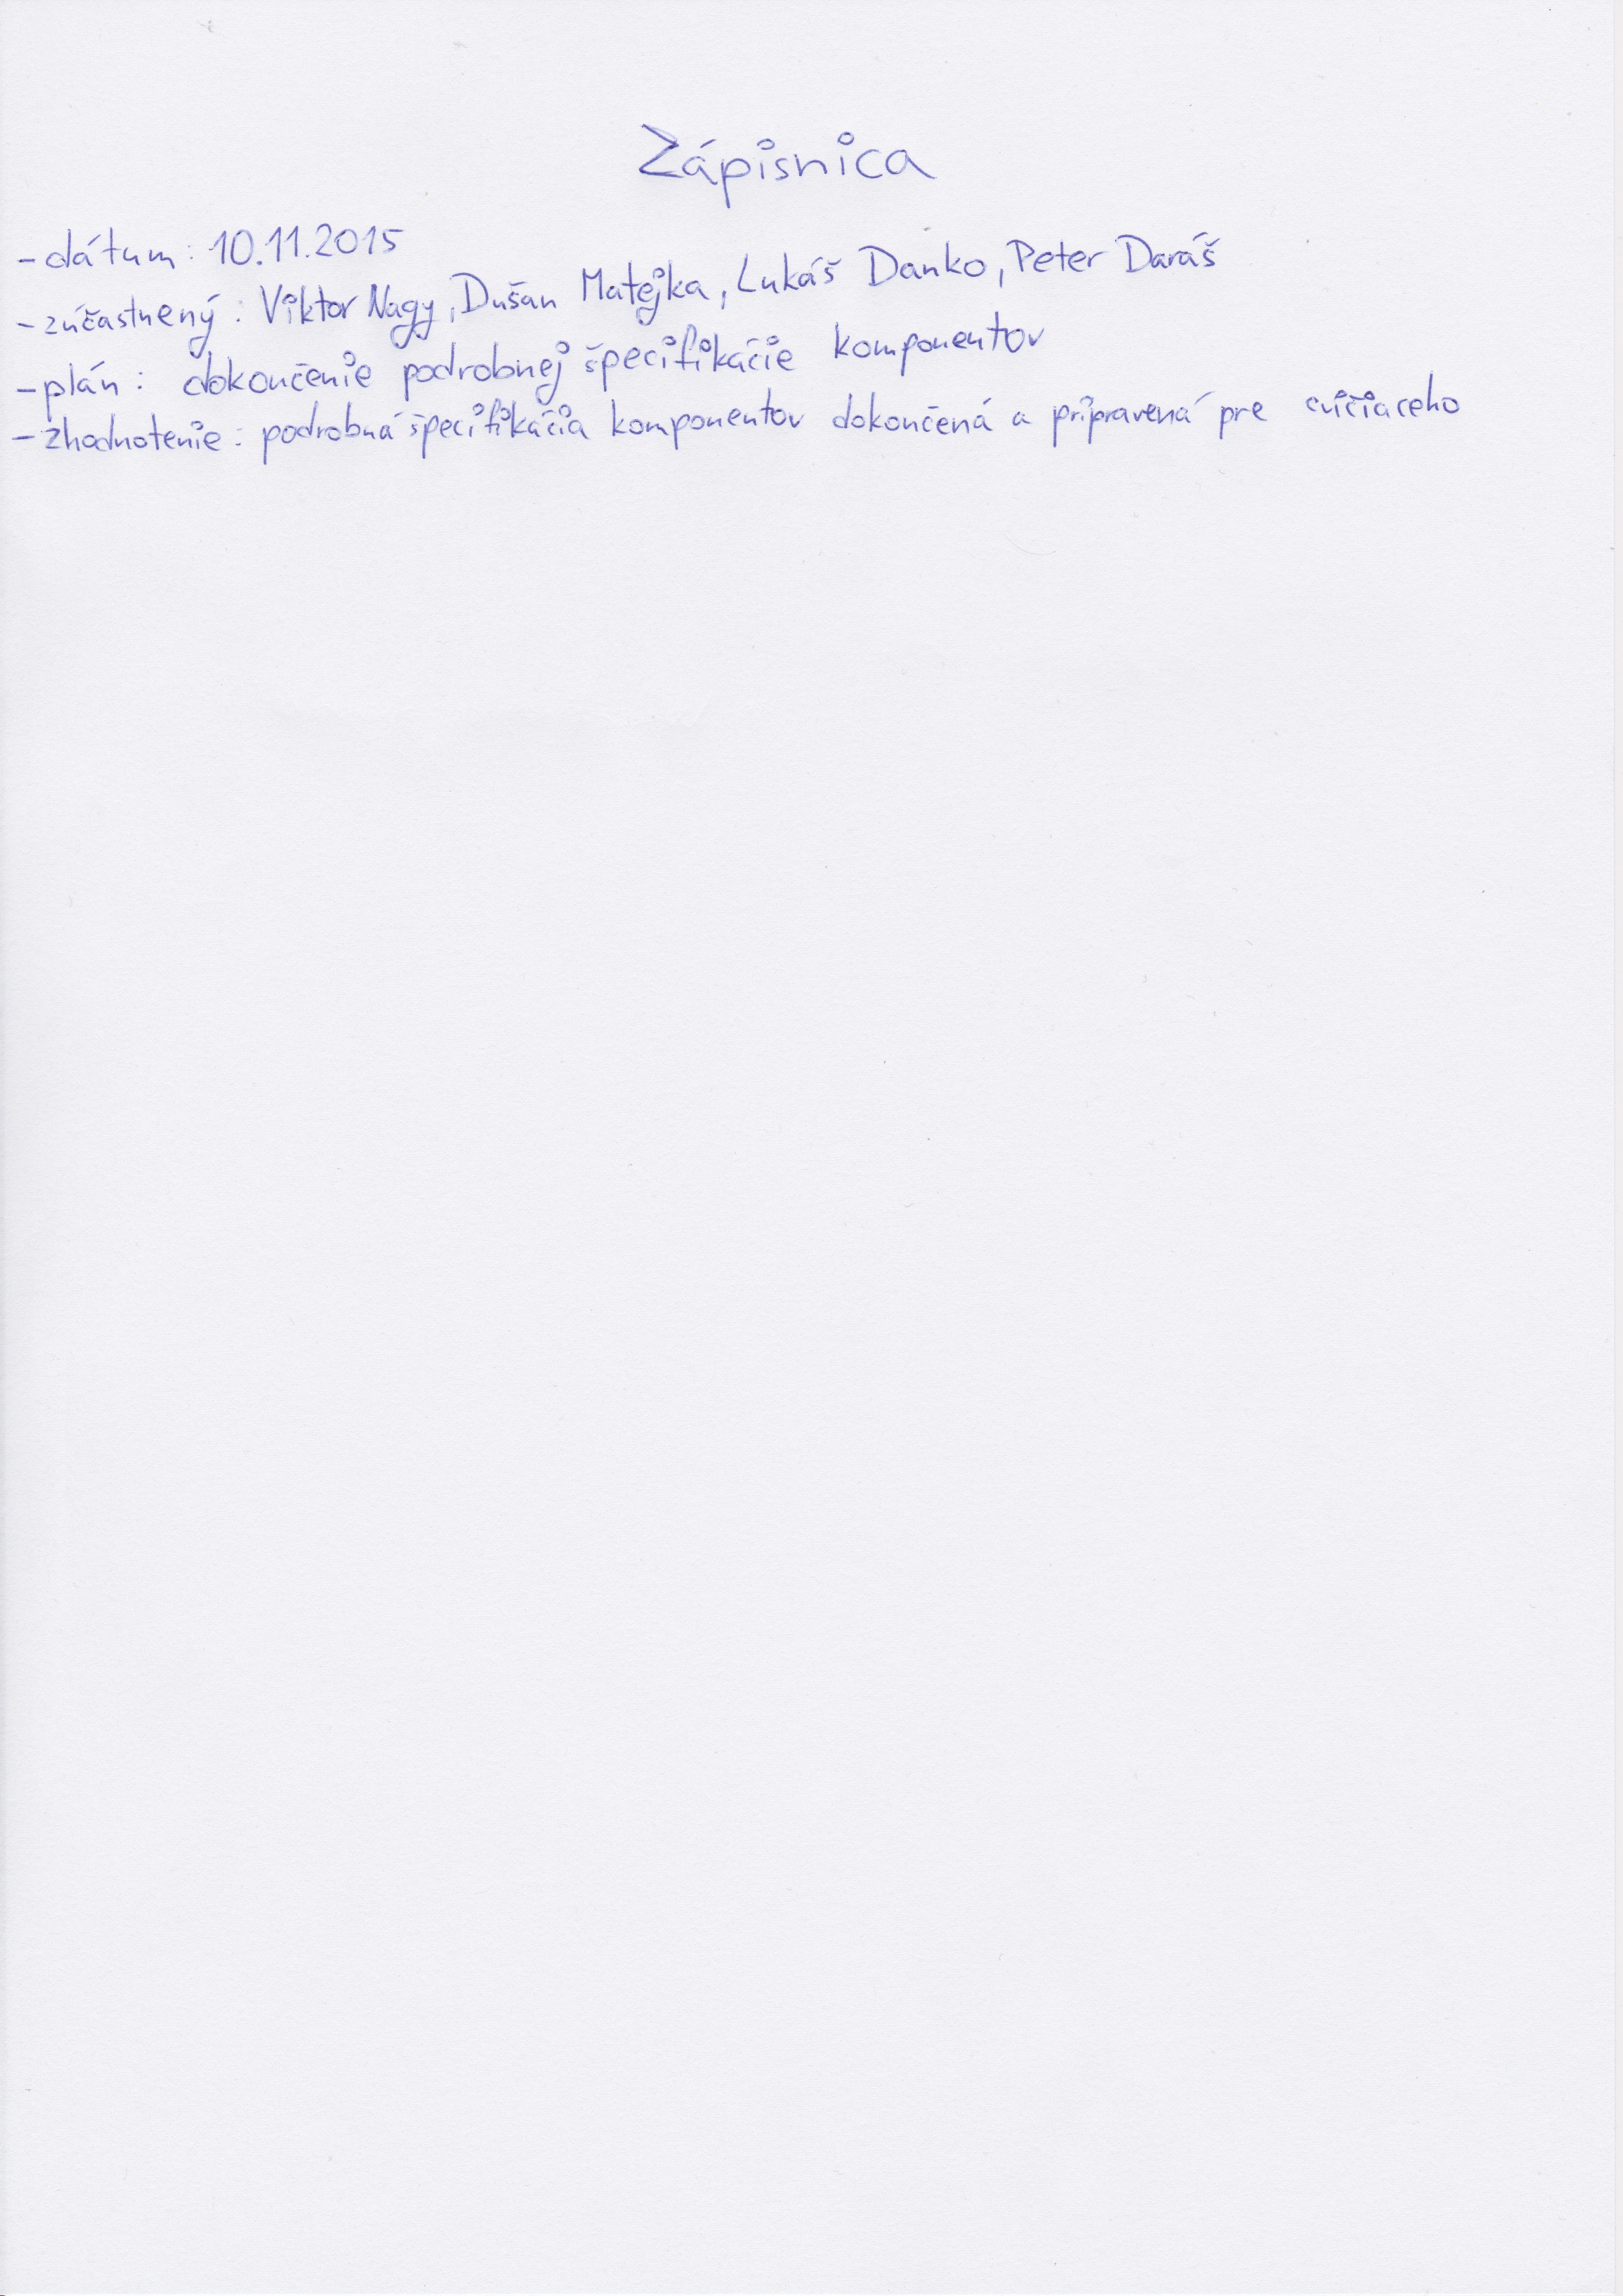 Zápisnica
- dátum: 10.11.2015
- zúčastnený: Viktor Nagy, Dušan Matejka, Lukáš Danko, Peter Daráš
- plán: dokončenie podrobnej špecifikácie komponentov
- zhodnotenie: podrobná špecifikácia komponentov dokončená a pripravená pre cvičiaceho